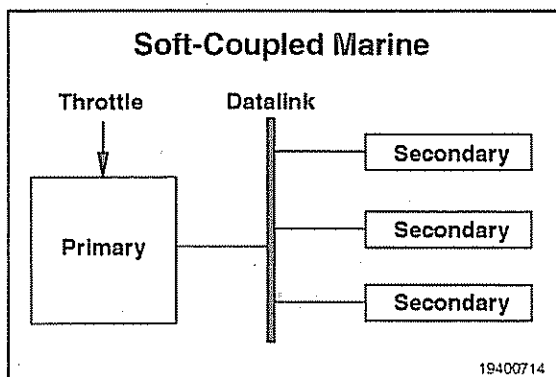 Soft-Coupled Marine
Throttle
Datalink
Secondary
Primary
Secondary
Secondary
19400714